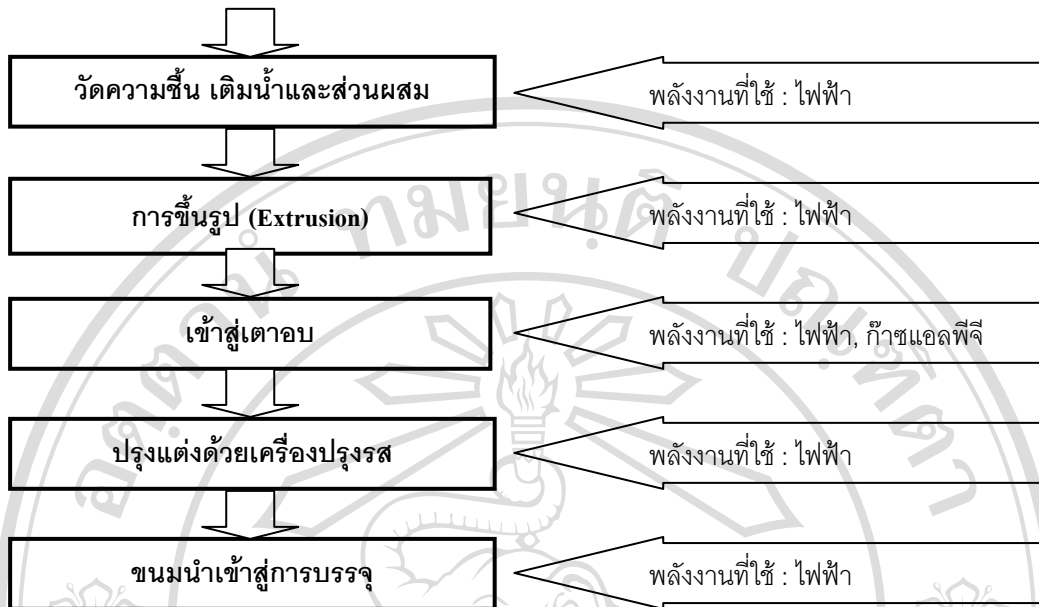 วัดความชื้น เติมน้ำและส่วนผสม
พลังงานที่ใช้ : ไฟฟ้า
การขึ้นรูป (Extrusion)
พลังงานที่ใช้ : ไฟฟ้า
เข้าสู่เตาอบ
พลังงานที่ใช้ : ไฟฟ้า, ก๊าซแอลพีจี
ปรุงแต่งด้วยเครื่องปรุงรส
พลังงานที่ใช้ : ไฟฟ้า
ขนมนำเข้าสู่การบรรจุ
พลังงานที่ใช้ : ไฟฟ้า